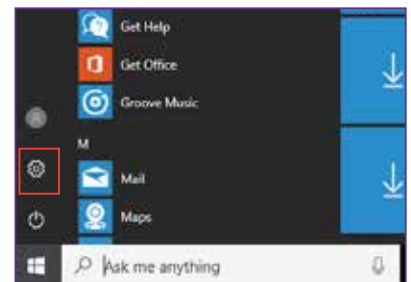 Get Help
Get Office
Groove Music
M
Mail
Maps
Ask me anything